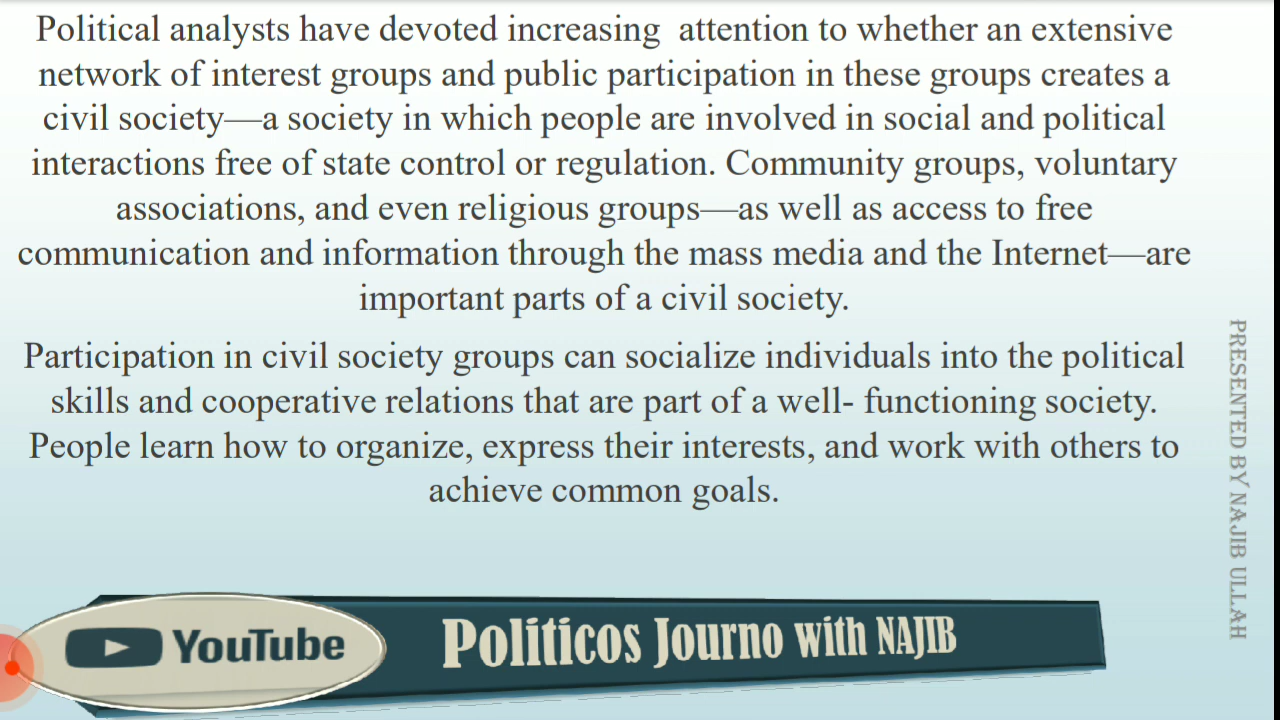 Political analysts have devoted increasing  attention to whether an extensive
network of interest groups and public participation in these groups creates a
civil society—a society in which people are involved in social and political
interactions free of state control or regulation. Community groups, voluntary
associations, and even religious groups—as well as access to free
communication and information through the mass media and the Internet—are
important parts of a civil society.
Participation in civil society groups can socialize individuals into the political
skills and cooperative relations that are part of a well- functioning society.
People learn how to organize, express their interests, and work with others to
achieve common goals.
PRESENTED BY NAJIB ULLAH
YouTube
Politicos Journo with NAJIB